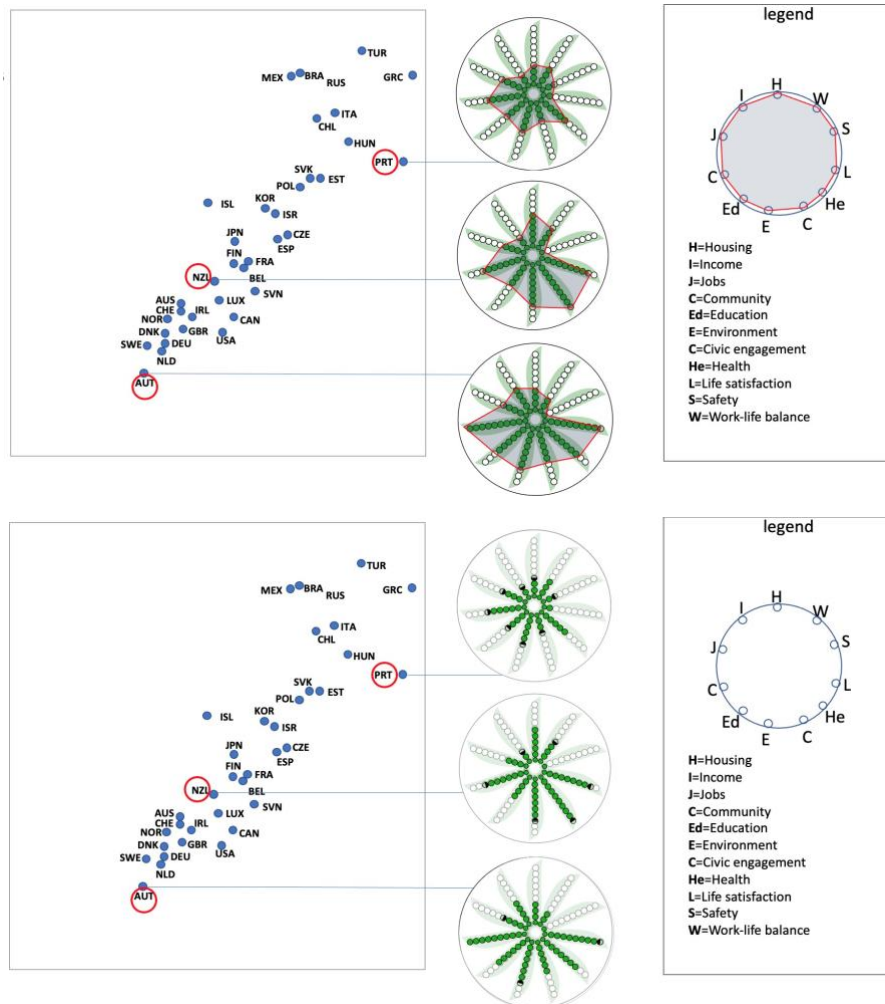 legend
TUR
MEX BRA RUS GRC
ITA
CHL
HUN
PRT
SVK EST
POL
ISL KOR
ISR
JPN CZE
ESP
FIN FRA
NZL BEL
SVN
AUS LUX
CHE IRL
NOR CAN
DNK GBR
USA
SWE DEU
NLD
AUT
H
I W
J S
C L
Ed He
E C
H=Housing
I=Income
J=Jobs
C=Community
Ed=Education
E=Environment
C=Civic engagement
He=Health
L=Life satisfaction
S=Safety
W=Work-life balance
legend
TUR
MEX BRA RUS GRC
ITA
CHL
HUN
PRT
SVK EST
POL
ISL KOR
ISR
JPN CZE
ESP
FIN FRA
NZL BEL
SVN
AUS LUX
CHE IRL
NOR CAN
DNK GBR
USA
SWE DEU
NLD
AUT
H
I W
J S
C L
Ed He
E C
H=Housing
I=Income
J=Jobs
C=Community
Ed=Education
E=Environment
C=Civic engagement
He=Health
L=Life satisfaction
S=Safety
W=Work-life balance